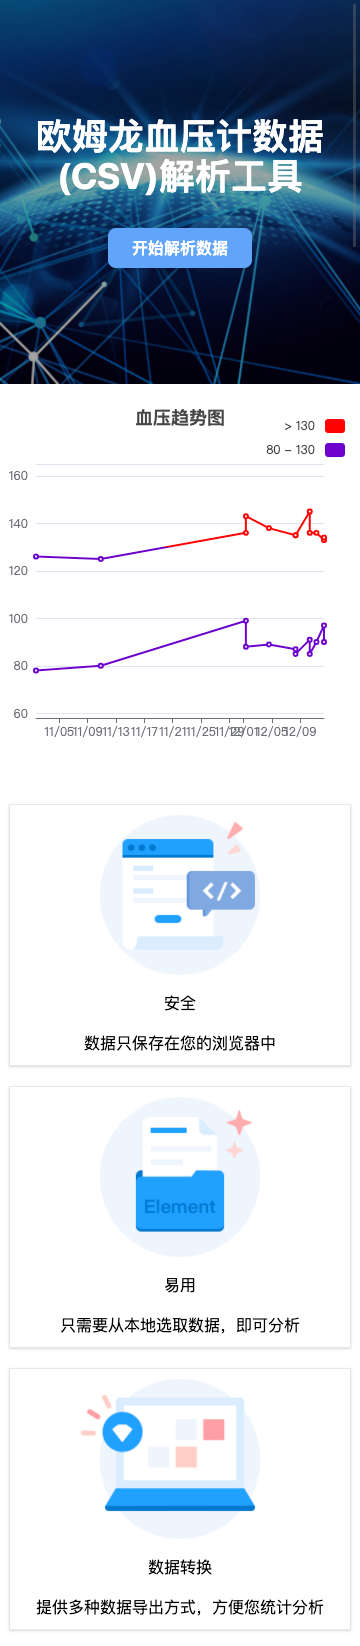 欧姆龙血压计数据
(CSV)解析工具
开始解析数据
血压趋势图
> 130
80 – 130
160
140
120
100
80
60
11/05 11/09 11/13 11/17 11/21 11/25 11/29 12/01 12/05 12/09
</>
安全
数据只保存在您的浏览器中
Element
易用
只需要从本地选取数据，即可分析
数据转换
提供多种数据导出方式，方便您统计分析